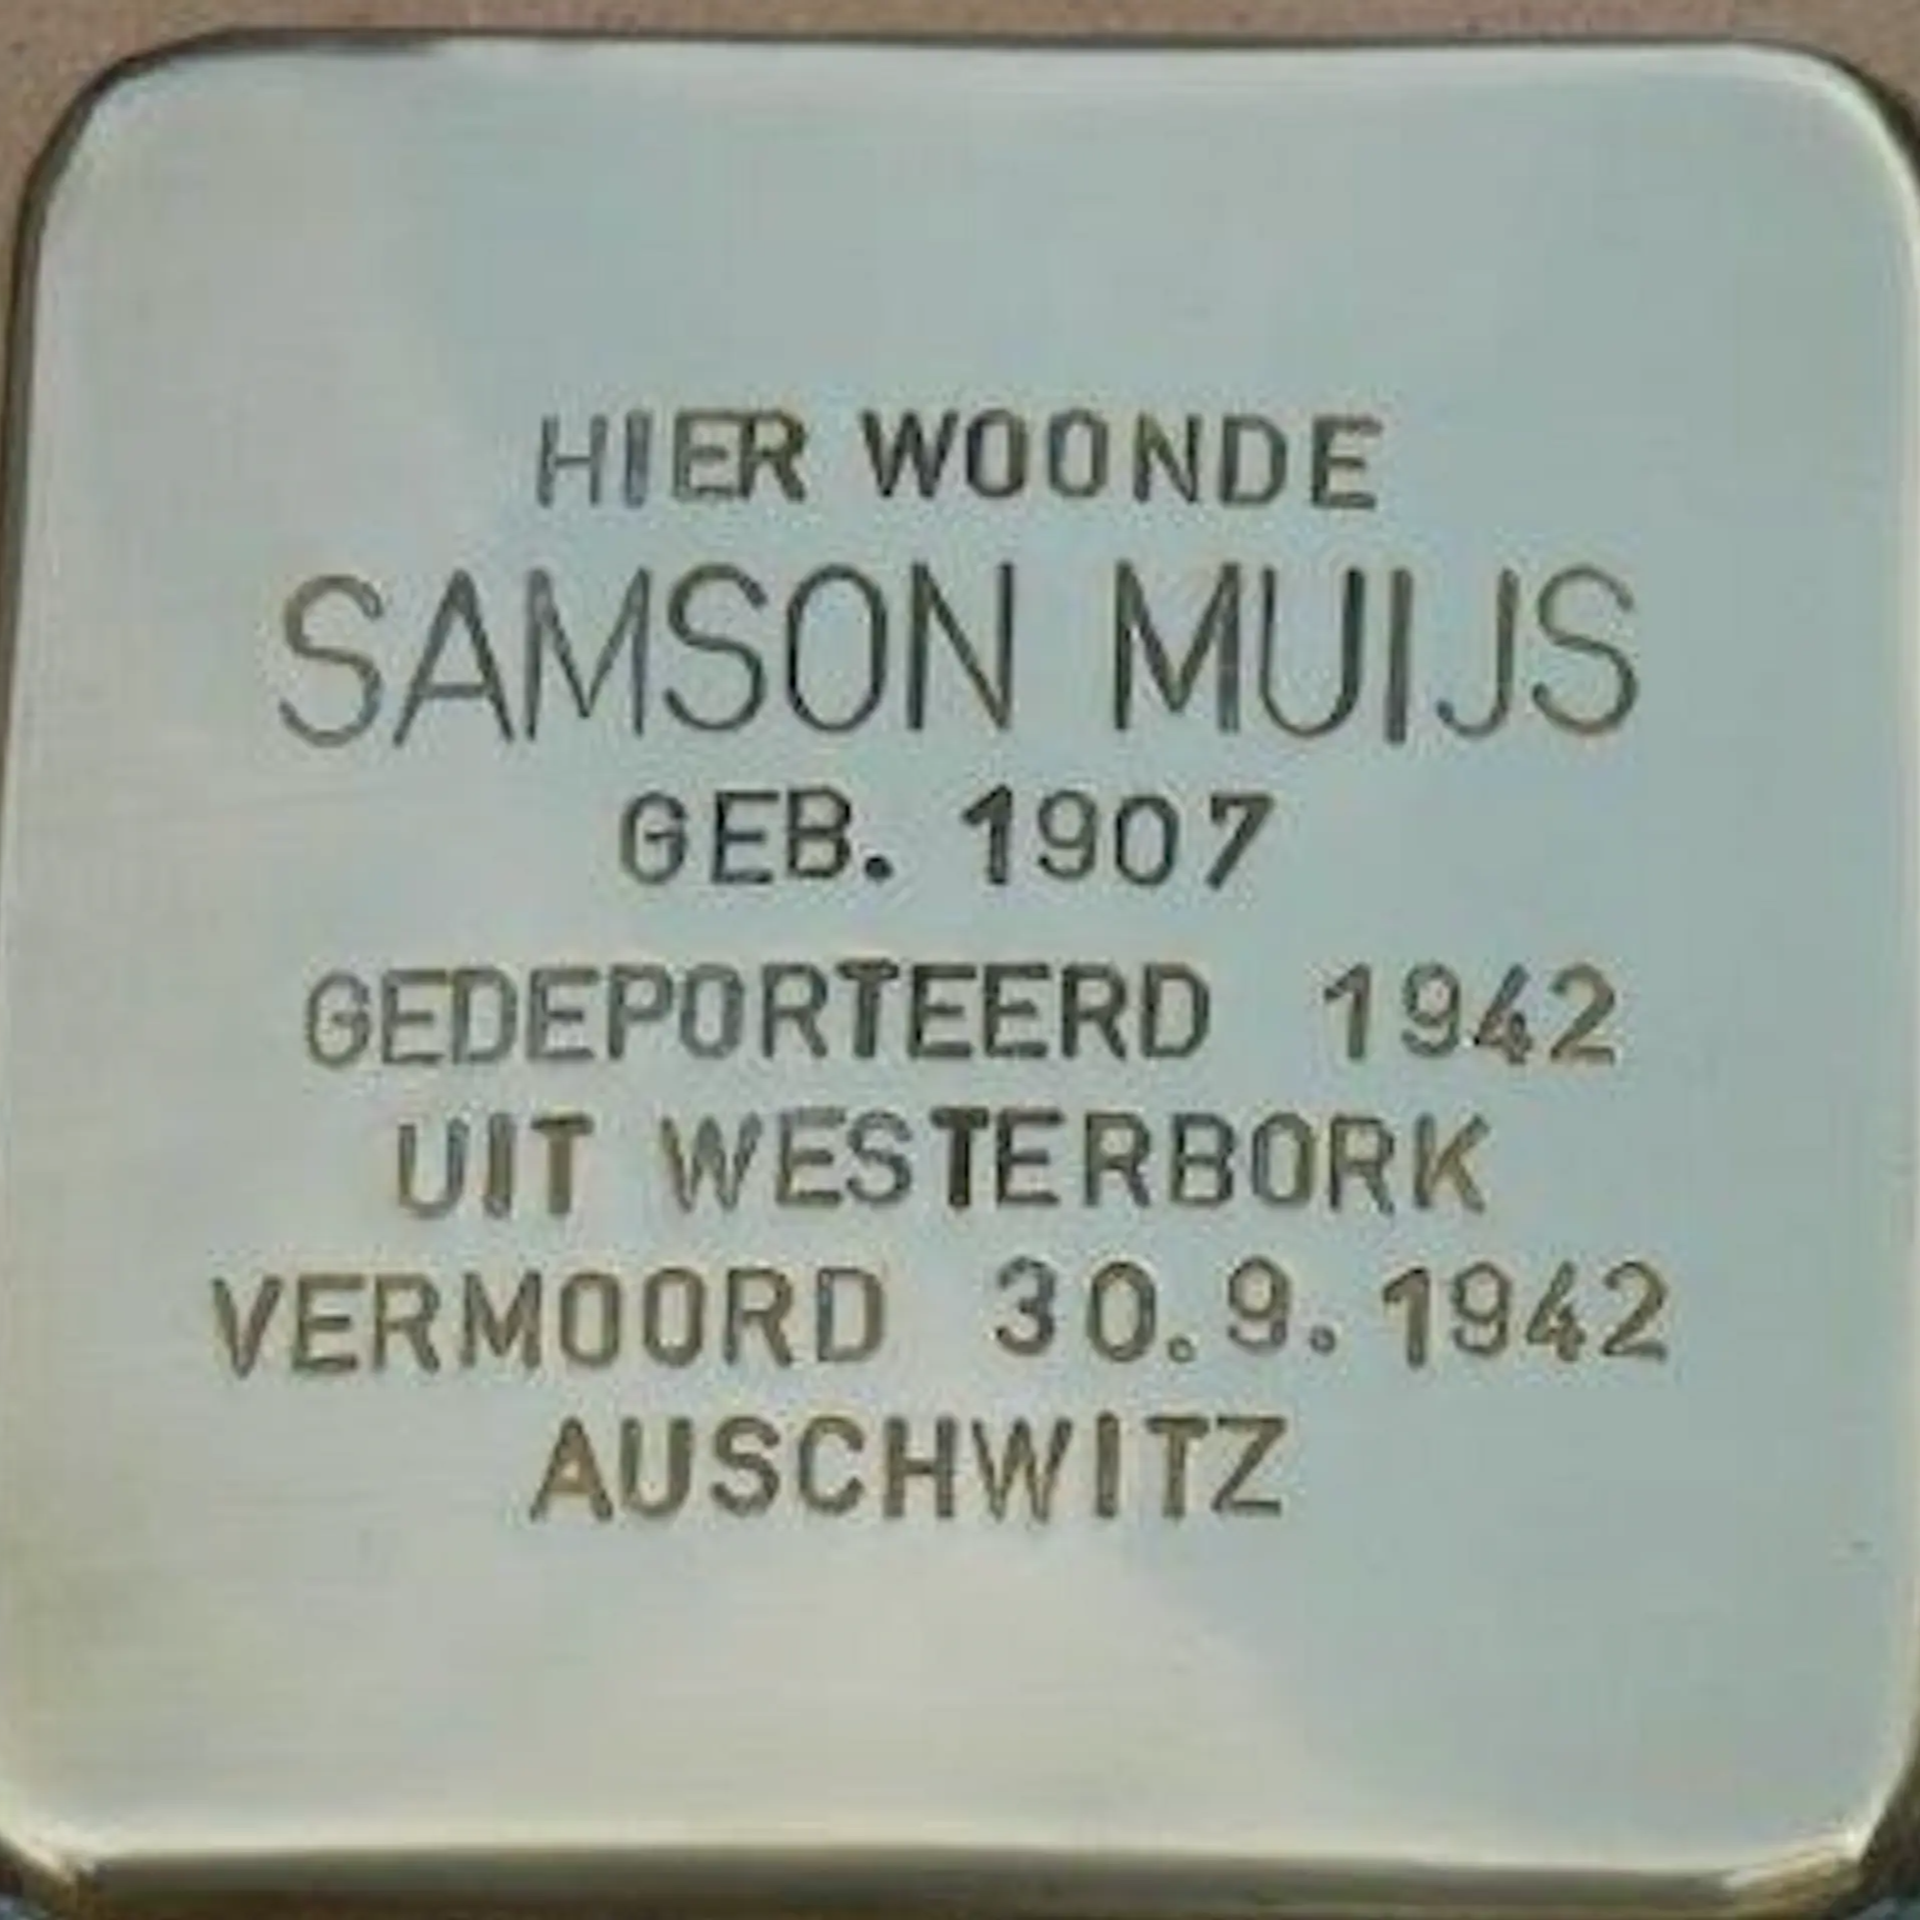 HIER WOONDE
SAMSON MUIJS
GEB. 1907
GEDEPORTEERD 1942
UIT WESTERBORK
VERMOORD 30.9.1942
AUSCHWITZ